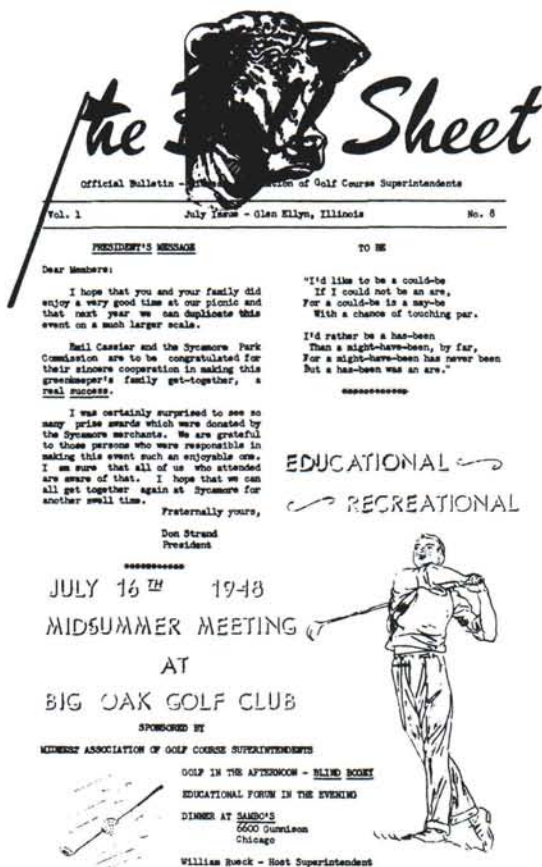 the Bull Sheet
Official Bulletin - Midwest Association of Golf Course Superintendents
Vol. 1 July Issue - Glen Ellyn, Illinois No. 8
PRESIDENT'S MESSAGE
Dear Members:
I hope that you and your family did
enjoy a very good time at our picnic and
that next year we can duplicate this
event on a much larger scale.
Emil Cassier and the Sycamore Park
Commission are to be congratulated for
their sincere cooperation in making this
greenkeeper's family get-together, a
real success.
I was certainly surprised to see so
many prize awards which were donated by
the Sycamore merchants. We are grateful
to those persons who were responsible in
making this event such an enjoyable one.
I am sure that all of us who attended
are aware of that. I hope that we can
all get together again at Sycamore for
another swell time.
Fraternally yours,
Don Strand
President
***********
TO BE
"I'd like to be a could-be
If I could not be an are,
For a could-be is a may-be
With a chance of touching par.
I'd rather be a has-been
Than a might-have-been, by far,
For a might-have-been has never been
But a has-been was an are."
************
EDUCATIONAL
RECREATIONAL
JULY 16TH 1948
MIDSUMMER MEETING
AT
BIG OAK GOLF CLUB
SPONSORED BY
MIDWEST ASSOCIATION OF GOLF COURSE SUPERINTENDENTS
GOLF IN THE AFTERNOON - BLIND BOGEY
EDUCATIONAL FORUM IN THE EVENING
DINNER AT SAMBO'S
6600 Gunnison
Chicago
William Rueck - Host Superintendent